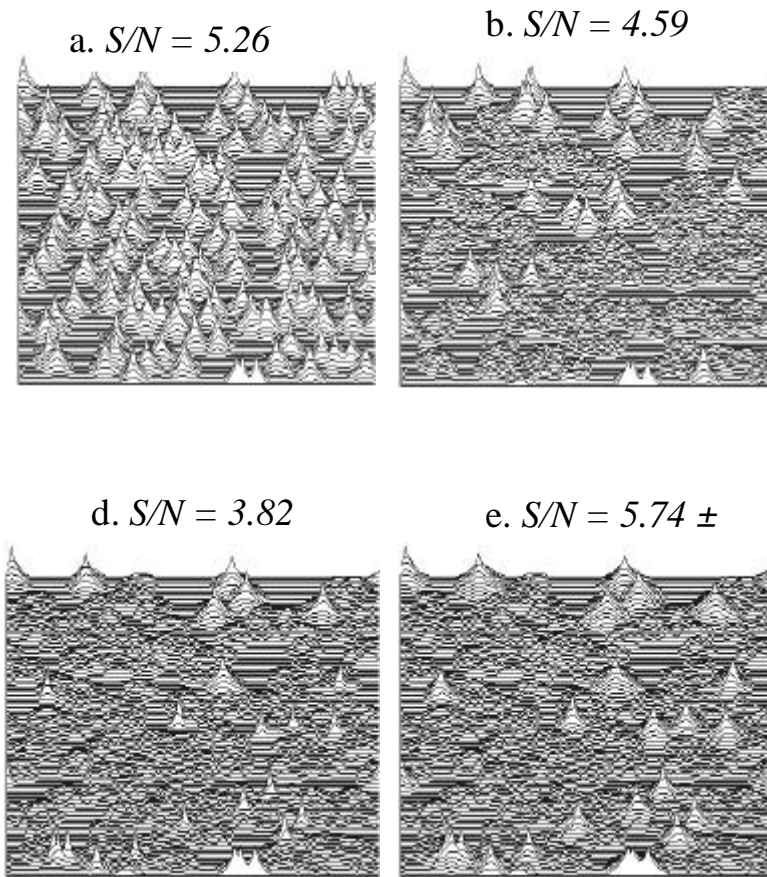 a. S/N = 5.26
b. S/N = 4.59
d. S/N = 3.82
e. S/N = 5.74 ±